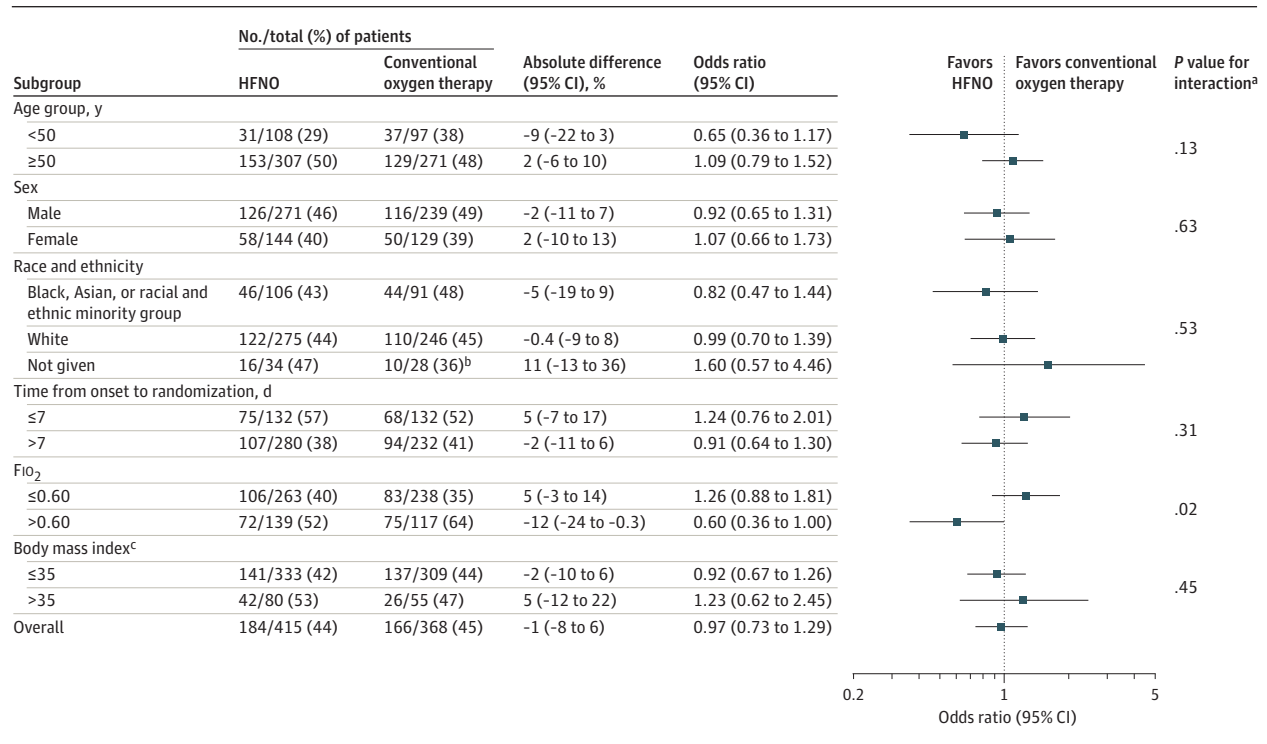 No./total (%) of patients
Subgroup HFNO Conventional oxygen therapy Absolute difference (95% CI), % Odds ratio (95% CI) Favors HFNO Favors conventional oxygen therapy P value for interactionᵃ
Age group, y
<50 31/108 (29) 37/97 (38) -9 (-22 to 3) 0.65 (0.36 to 1.17)
.13
≥50 153/307 (50) 129/271 (48) 2 (-6 to 10) 1.09 (0.79 to 1.52)
Sex
Male 126/271 (46) 116/239 (49) -2 (-11 to 7) 0.92 (0.65 to 1.31)
.63
Female 58/144 (40) 50/129 (39) 2 (-10 to 13) 1.07 (0.66 to 1.73)
Race and ethnicity
Black, Asian, or racial and ethnic minority group 46/106 (43) 44/91 (48) -5 (-19 to 9) 0.82 (0.47 to 1.44)
.53
White 122/275 (44) 110/246 (45) -0.4 (-9 to 8) 0.99 (0.70 to 1.39)
Not given 16/34 (47) 10/28 (36)ᵇ 11 (-13 to 36) 1.60 (0.57 to 4.46)
Time from onset to randomization, d
≤7 75/132 (57) 68/132 (52) 5 (-7 to 17) 1.24 (0.76 to 2.01)
.31
>7 107/280 (38) 94/232 (41) -2 (-11 to 6) 0.91 (0.64 to 1.30)
FIO₂
≤0.60 106/263 (40) 83/238 (35) 5 (-3 to 14) 1.26 (0.88 to 1.81)
.02
>0.60 72/139 (52) 75/117 (64) -12 (-24 to -0.3) 0.60 (0.36 to 1.00)
Body mass indexᶜ
≤35 141/333 (42) 137/309 (44) -2 (-10 to 6) 0.92 (0.67 to 1.26)
.45
>35 42/80 (53) 26/55 (47) 5 (-12 to 22) 1.23 (0.62 to 2.45)
Overall 184/415 (44) 166/368 (45) -1 (-8 to 6) 0.97 (0.73 to 1.29)
0.2 1 5
Odds ratio (95% CI)